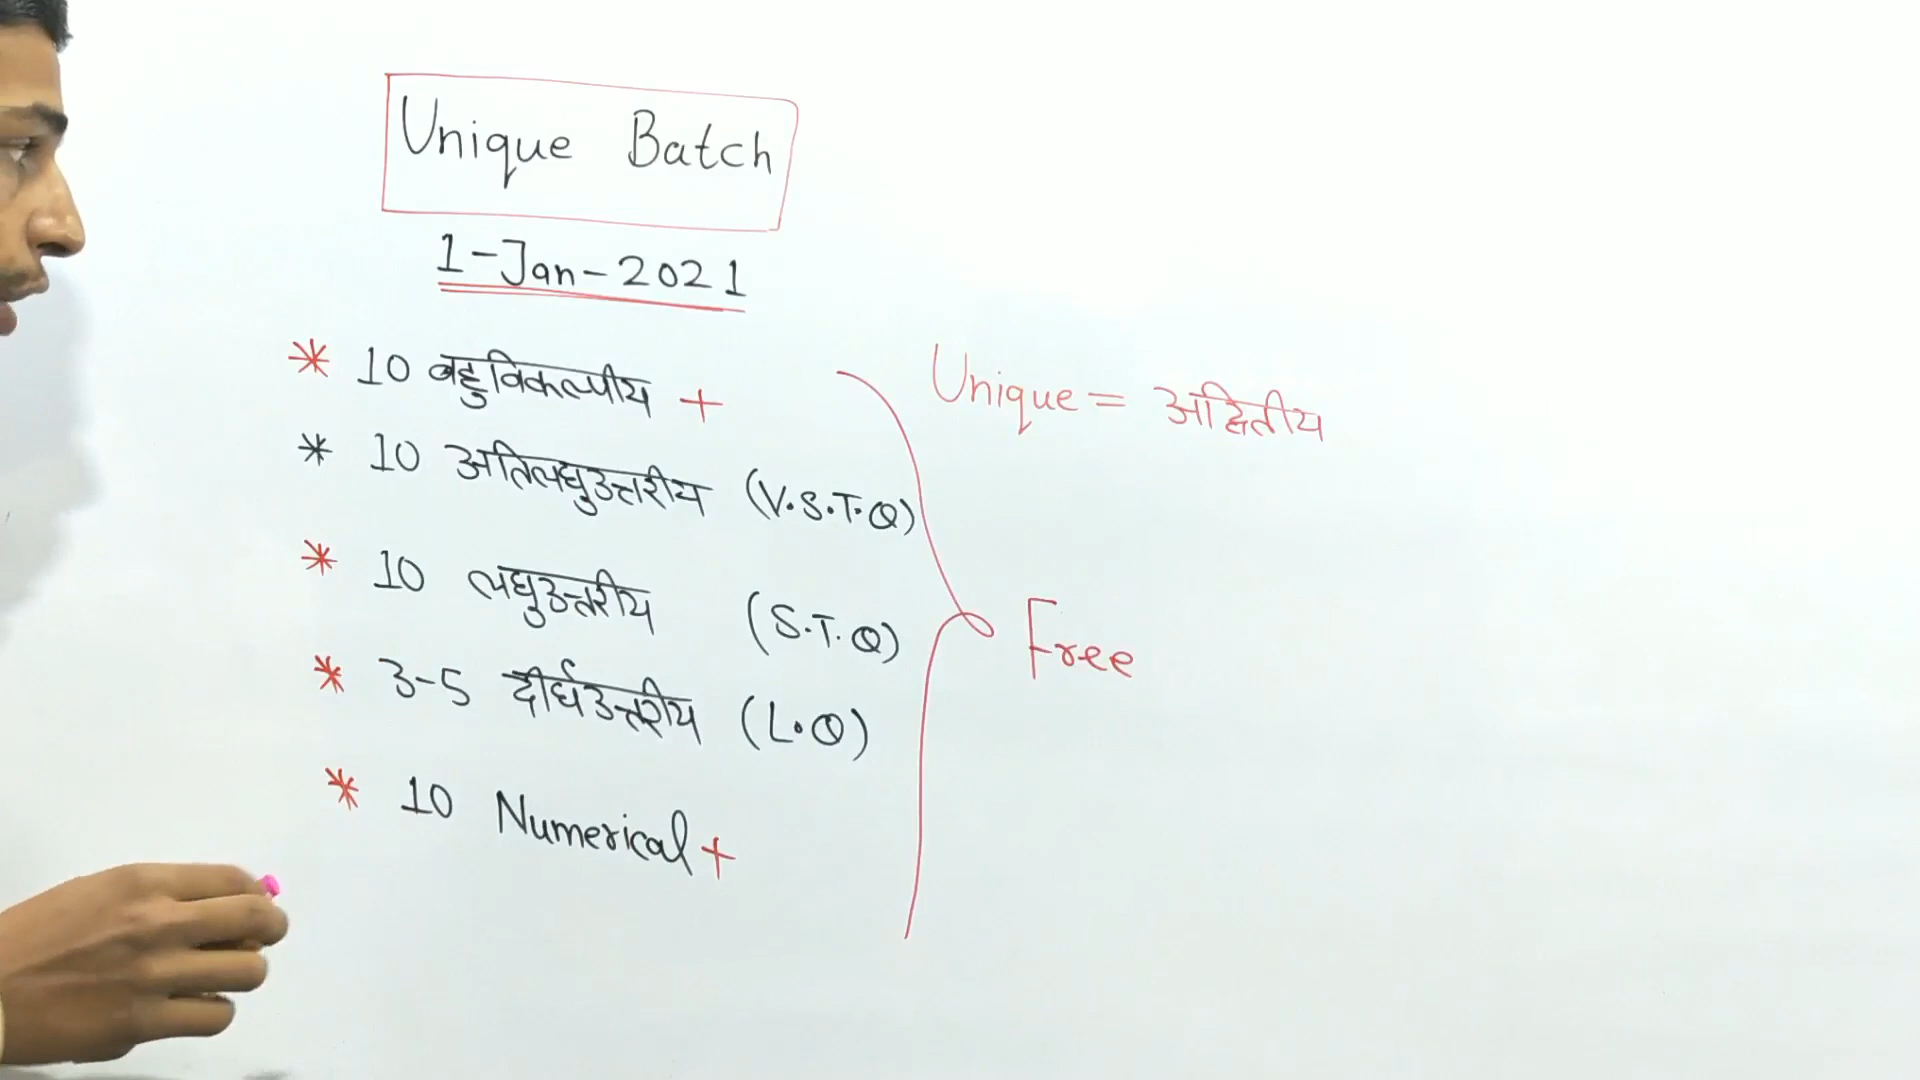 Unique Batch
1-Jan-2021
* 10 बहुविकल्पीय +
* 10 अतिलघुउत्तरीय (V.S.T.Q)
* 10 लघुउत्तरीय (S.T.Q)
* 3-5 दीर्घउत्तरीय (L.Q)
* 10 Numerical +
Unique = अद्वितीय
Free